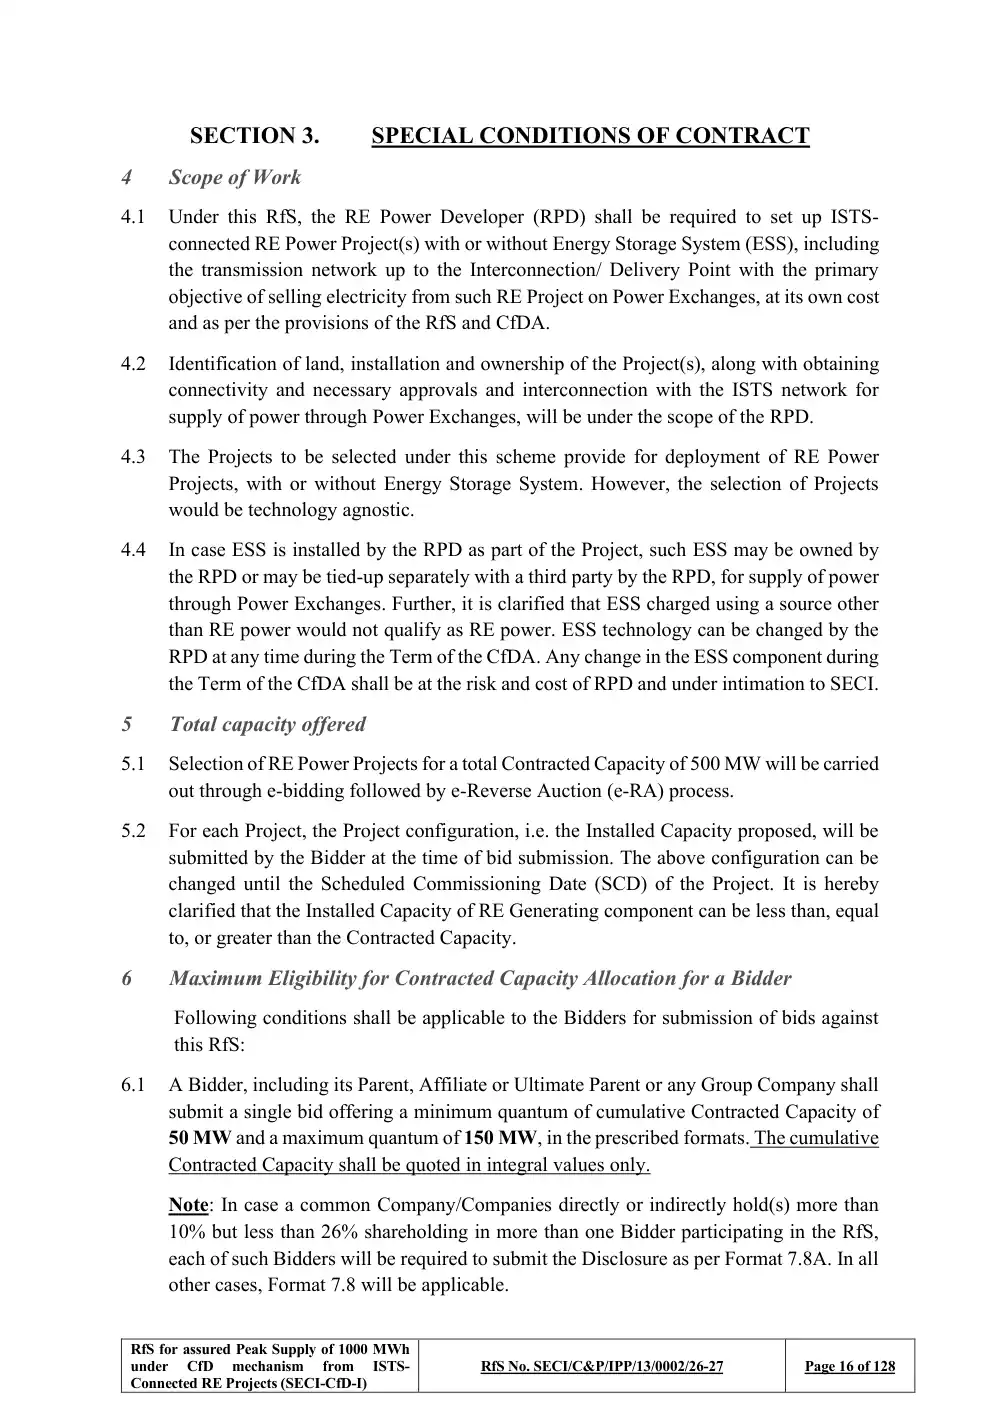 SECTION 3. SPECIAL CONDITIONS OF CONTRACT
4 Scope of Work
4.1 Under this RfS, the RE Power Developer (RPD) shall be required to set up ISTS-
connected RE Power Project(s) with or without Energy Storage System (ESS), including
the transmission network up to the Interconnection/ Delivery Point with the primary
objective of selling electricity from such RE Project on Power Exchanges, at its own cost
and as per the provisions of the RfS and CfDA.
4.2 Identification of land, installation and ownership of the Project(s), along with obtaining
connectivity and necessary approvals and interconnection with the ISTS network for
supply of power through Power Exchanges, will be under the scope of the RPD.
4.3 The Projects to be selected under this scheme provide for deployment of RE Power
Projects, with or without Energy Storage System. However, the selection of Projects
would be technology agnostic.
4.4 In case ESS is installed by the RPD as part of the Project, such ESS may be owned by
the RPD or may be tied-up separately with a third party by the RPD, for supply of power
through Power Exchanges. Further, it is clarified that ESS charged using a source other
than RE power would not qualify as RE power. ESS technology can be changed by the
RPD at any time during the Term of the CfDA. Any change in the ESS component during
the Term of the CfDA shall be at the risk and cost of RPD and under intimation to SECI.
5 Total capacity offered
5.1 Selection of RE Power Projects for a total Contracted Capacity of 500 MW will be carried
out through e-bidding followed by e-Reverse Auction (e-RA) process.
5.2 For each Project, the Project configuration, i.e. the Installed Capacity proposed, will be
submitted by the Bidder at the time of bid submission. The above configuration can be
changed until the Scheduled Commissioning Date (SCD) of the Project. It is hereby
clarified that the Installed Capacity of RE Generating component can be less than, equal
to, or greater than the Contracted Capacity.
6 Maximum Eligibility for Contracted Capacity Allocation for a Bidder
Following conditions shall be applicable to the Bidders for submission of bids against
this RfS:
6.1 A Bidder, including its Parent, Affiliate or Ultimate Parent or any Group Company shall
submit a single bid offering a minimum quantum of cumulative Contracted Capacity of
50 MW and a maximum quantum of 150 MW, in the prescribed formats. The cumulative
Contracted Capacity shall be quoted in integral values only.
Note: In case a common Company/Companies directly or indirectly hold(s) more than
10% but less than 26% shareholding in more than one Bidder participating in the RfS,
each of such Bidders will be required to submit the Disclosure as per Format 7.8A. In all
other cases, Format 7.8 will be applicable.
RfS for assured Peak Supply of 1000 MWh
under CfD mechanism from ISTS-
Connected RE Projects (SECI-CfD-I)
RfS No. SECI/C&P/IPP/13/0002/26-27
Page 16 of 128